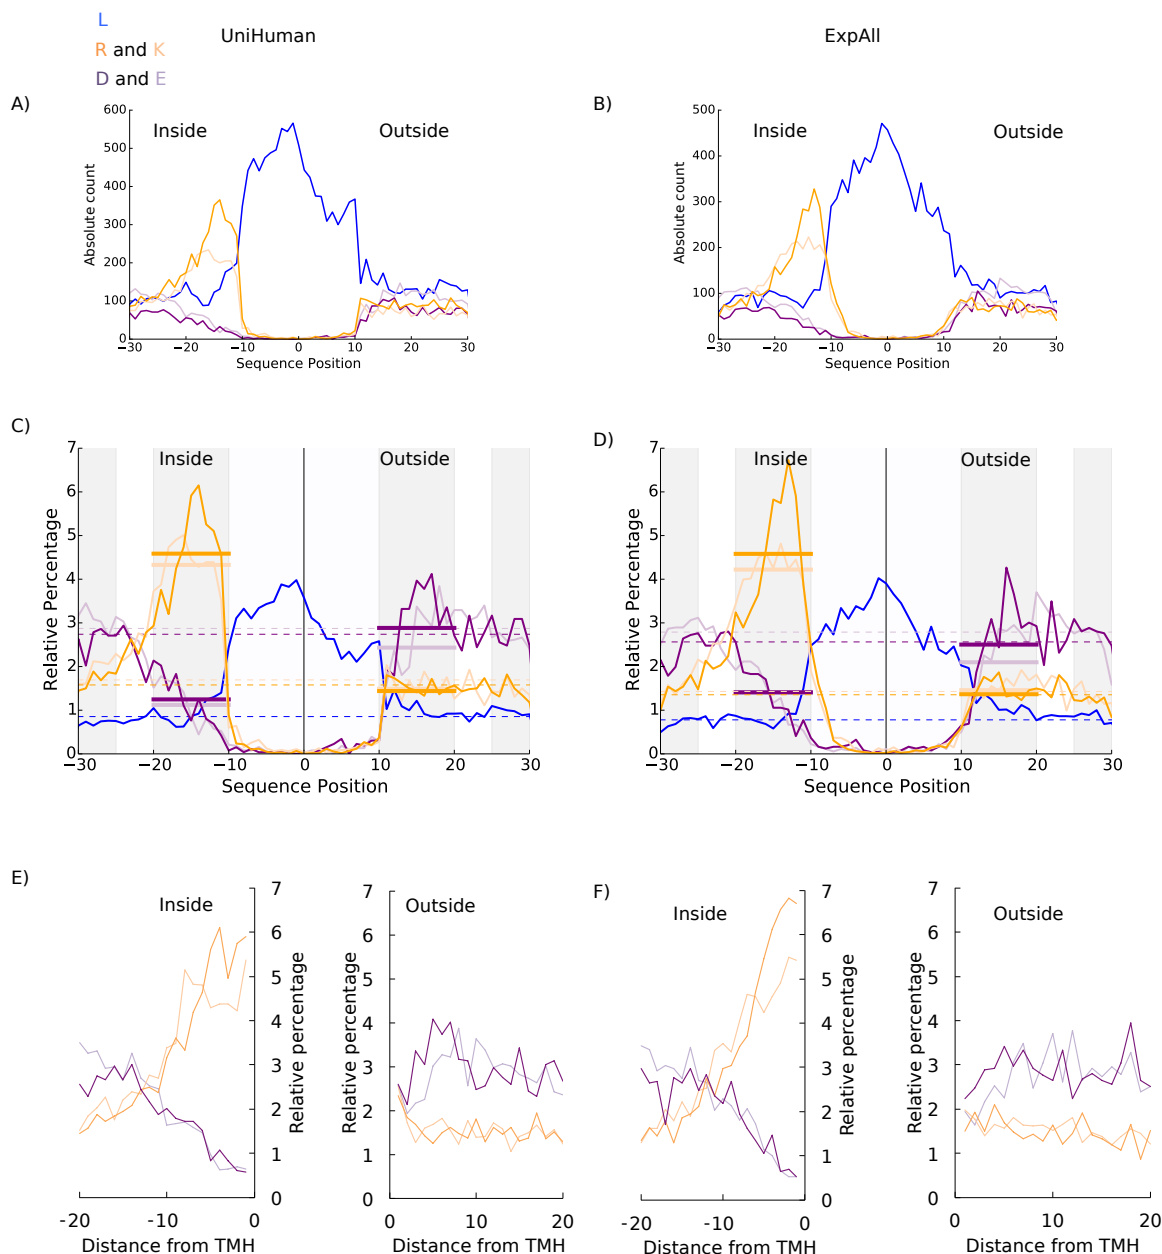 L
R and K
D and E
UniHuman
ExpAll
A)
Inside
Outside
Absolute count
600
500
400
300
200
100
0
−30 −20 −10 0 10 20 30
Sequence Position
B)
Inside
Outside
Absolute count
500
400
300
200
100
0
−30 −20 −10 0 10 20 30
Sequence Position
C)
Inside
Outside
Relative Percentage
7
6
5
4
3
2
1
0
−30 −20 −10 0 10 20 30
Sequence Position
D)
Inside
Outside
Relative Percentage
7
6
5
4
3
2
1
0
−30 −20 −10 0 10 20 30
Sequence Position
E)
Inside
7
6
5
4
3
2
1
0
Relative percentage
-20 -10 0
Distance from TMH
Outside
Relative percentage
7
6
5
4
3
2
1
0
0 10 20
Distance from TMH
F)
Inside
7
6
5
4
3
2
1
0
Relative percentage
-20 -10 0
Distance from TMH
Outside
Relative percentage
7
6
5
4
3
2
1
0
0 10 20
Distance from TMH